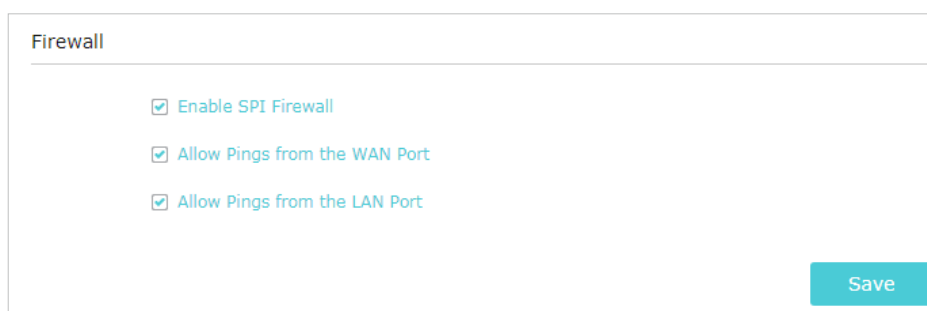 Firewall
Enable SPI Firewall
Allow Pings from the WAN Port
Allow Pings from the LAN Port
Save